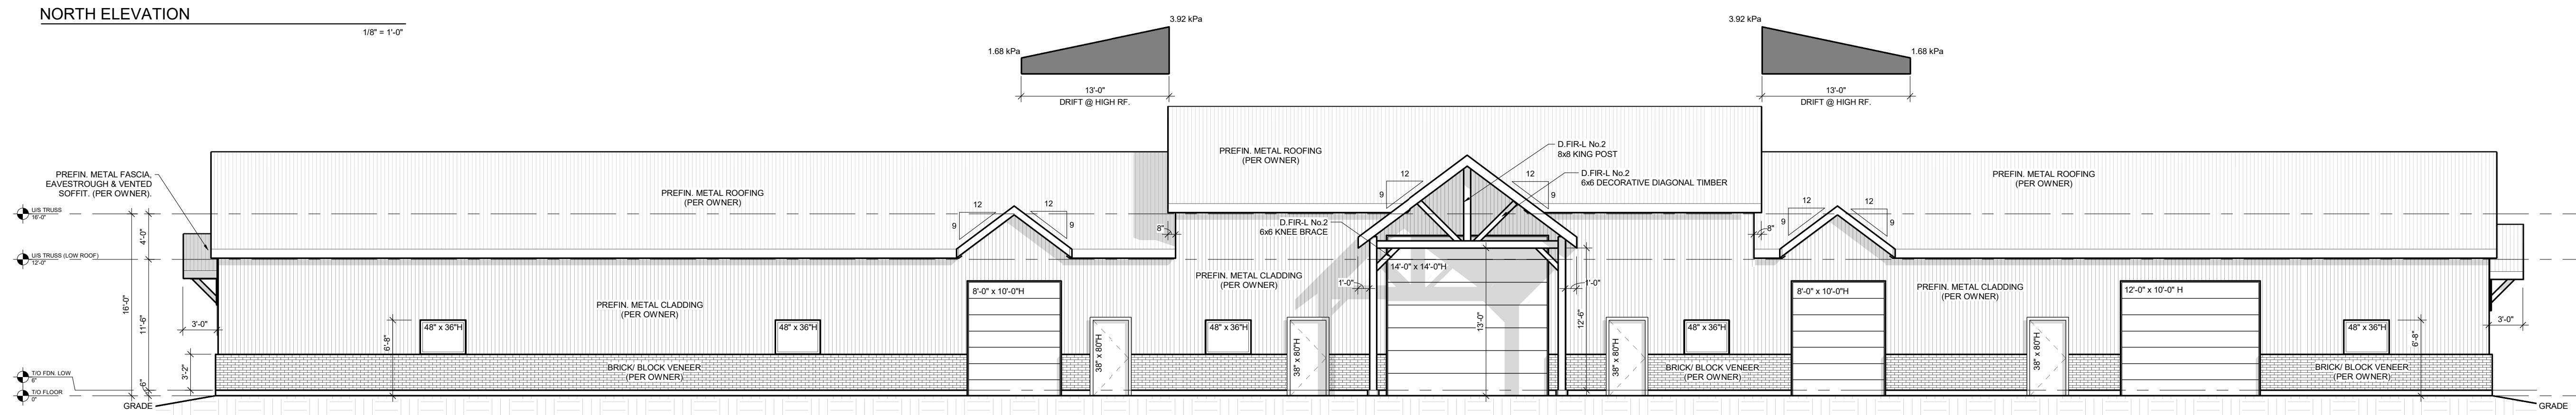 NORTH ELEVATION
1/8" = 1'-0"
3.92 kPa
1.68 kPa
13'-0"
DRIFT @ HIGH RF.
3.92 kPa
1.68 kPa
13'-0"
DRIFT @ HIGH RF.
PREFIN. METAL FASCIA,
EAVESTROUGH & VENTED
SOFFIT. (PER OWNER).
PREFIN. METAL ROOFING
(PER OWNER)
PREFIN. METAL ROOFING
(PER OWNER)
PREFIN. METAL ROOFING
(PER OWNER)
D.FIR-L No.2
8x8 KING POST
D.FIR-L No.2
6x6 DECORATIVE DIAGONAL TIMBER
D.FIR-L No.2
6x6 KNEE BRACE
12
9
12
9
12
9
12
9
12
9
12
9
8"
8"
U/S TRUSS
16'-0"
U/S TRUSS (LOW ROOF)
12'-0"
T/O FDN. LOW
6"
T/O FLOOR
0"
16'-0"
4'-0"
11'-6"
6"
3'-2"
3'-0"
6'-8"
GRADE
PREFIN. METAL CLADDING
(PER OWNER)
PREFIN. METAL CLADDING
(PER OWNER)
PREFIN. METAL CLADDING
(PER OWNER)
48" x 36"H
48" x 36"H
8'-0" x 10'-0"H
38" x 80"H
48" x 36"H
38" x 80"H
1'-0"
14'-0" x 14'-0"H
13'-0"
12'-6"
1'-0"
38" x 80"H
48" x 36"H
8'-0" x 10'-0"H
38" x 80"H
12'-0" x 10'-0" H
48" x 36"H
6'-8"
3'-0"
BRICK/ BLOCK VENEER
(PER OWNER)
BRICK/ BLOCK VENEER
(PER OWNER)
BRICK/ BLOCK VENEER
(PER OWNER)
GRADE